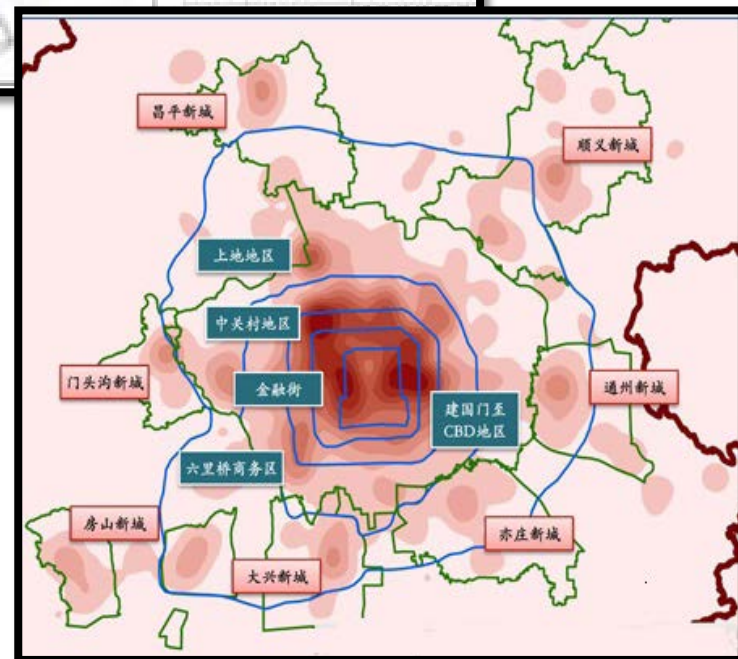 昌平新城
顺义新城
上地地区
中关村地区
门头沟新城
金融街
建国门至
CBD地区
通州新城
六里桥商务区
房山新城
亦庄新城
大兴新城